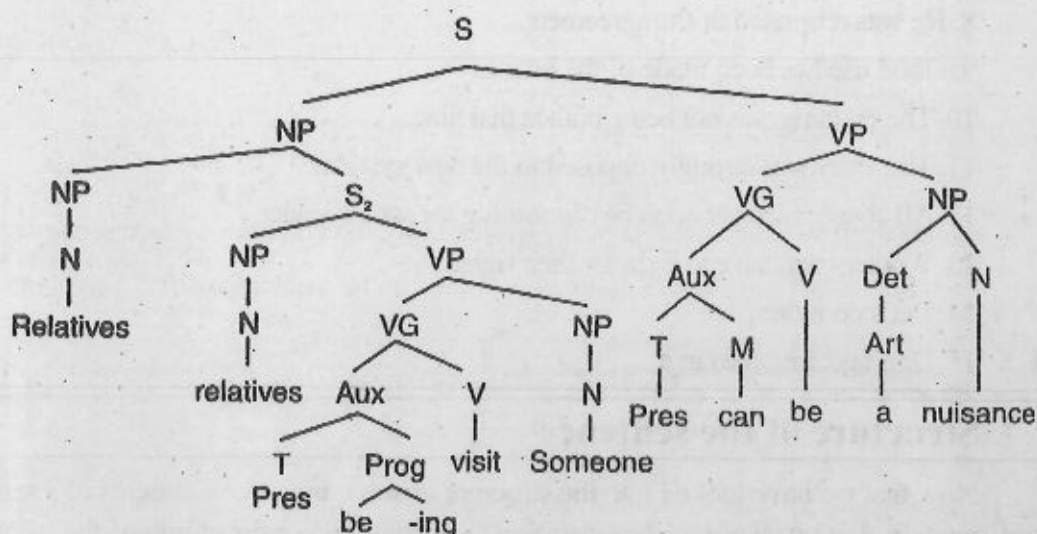 S
NP VP
NP S₂ VG NP
N NP VP Aux V Det N
Relatives N VG NP T M Art
relatives Aux V N Pres can be a nuisance
T Prog visit Someone
Pres be -ing